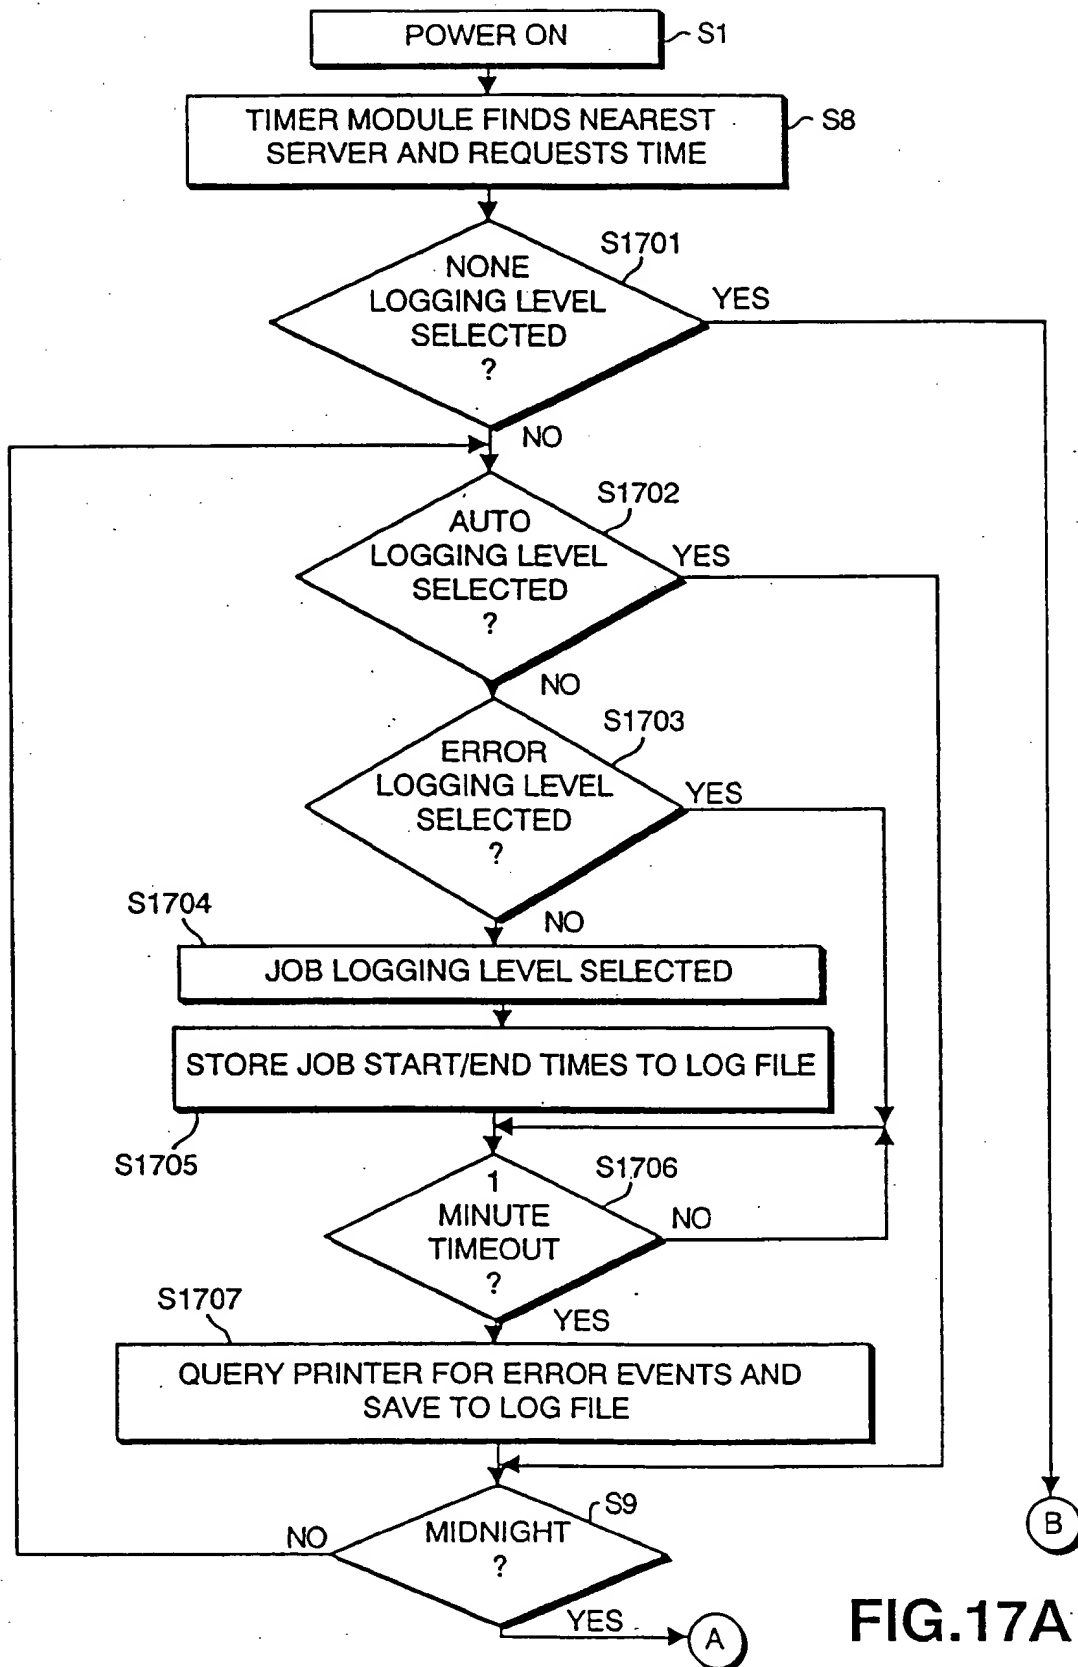 POWER ON
S1
TIMER MODULE FINDS NEAREST
SERVER AND REQUESTS TIME
S8
S1701
NONE
LOGGING LEVEL
SELECTED
?
YES
NO
S1702
AUTO
LOGGING LEVEL
SELECTED
?
YES
NO
S1703
ERROR
LOGGING LEVEL
SELECTED
?
YES
NO
S1704
JOB LOGGING LEVEL SELECTED
STORE JOB START/END TIMES TO LOG FILE
S1705
S1706
1
MINUTE
TIMEOUT
?
NO
YES
S1707
QUERY PRINTER FOR ERROR EVENTS AND
SAVE TO LOG FILE
S9
MIDNIGHT
?
NO
YES
A
B
FIG.17A